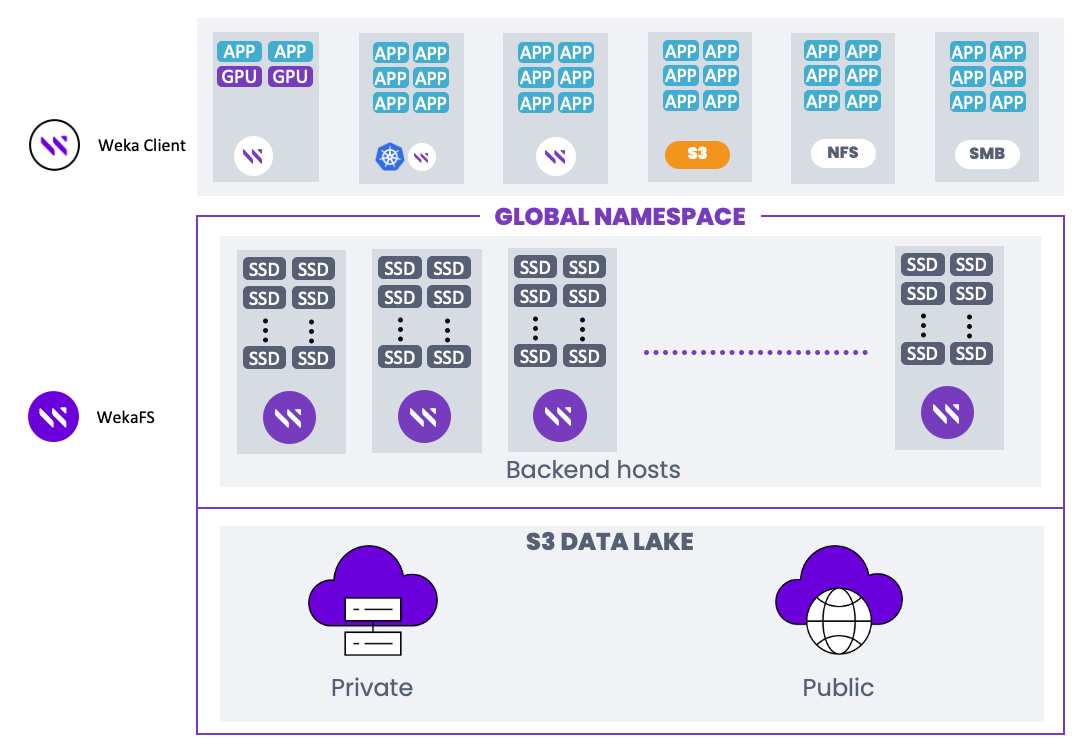 APP APP APP APP APP APP APP APP APP APP APP APP
GPU GPU APP APP APP APP APP APP APP APP APP APP
APP APP APP APP APP APP APP APP APP APP
Weka Client
S3 NFS SMB
GLOBAL NAMESPACE
SSD SSD SSD SSD SSD SSD SSD SSD
SSD SSD SSD SSD SSD SSD SSD SSD
SSD SSD SSD SSD SSD SSD SSD SSD
WekaFS
Backend hosts
S3 DATA LAKE
Private Public